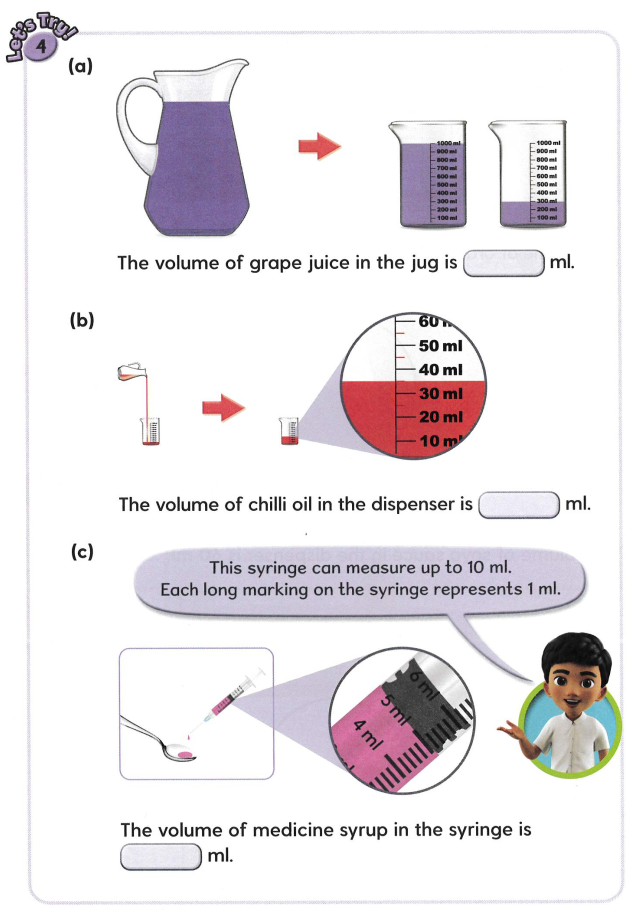 Let's Try!
4
(a)
1000 ml
900 ml
800 ml
700 ml
600 ml
500 ml
400 ml
300 ml
200 ml
100 ml
1000 ml
900 ml
800 ml
700 ml
600 ml
500 ml
400 ml
300 ml
200 ml
100 ml
The volume of grape juice in the jug is ml.
(b)
60 m
50 ml
40 ml
30 ml
20 ml
10 ml
The volume of chilli oil in the dispenser is ml.
(c)
This syringe can measure up to 10 ml.
Each long marking on the syringe represents 1 ml.
6 ml
5 ml
4 ml
The volume of medicine syrup in the syringe is
ml.